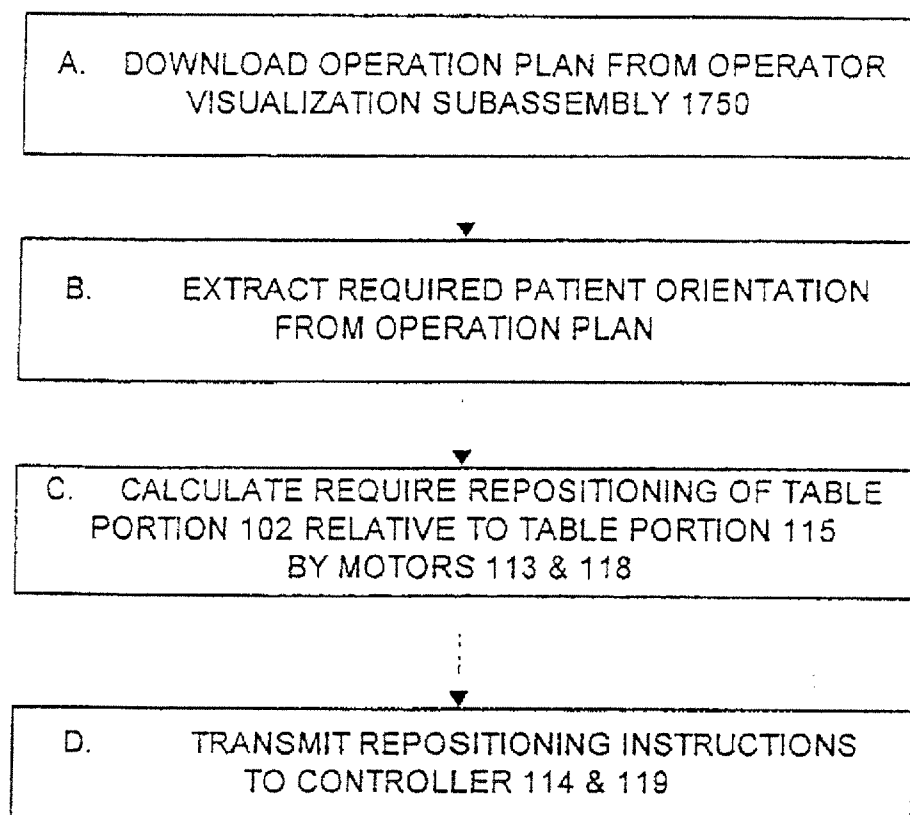 A. DOWNLOAD OPERATION PLAN FROM OPERATOR
VISUALIZATION SUBASSEMBLY 1750
B. EXTRACT REQUIRED PATIENT ORIENTATION
FROM OPERATION PLAN
C. CALCULATE REQUIRE REPOSITIONING OF TABLE
PORTION 102 RELATIVE TO TABLE PORTION 115
BY MOTORS 113 & 118
D. TRANSMIT REPOSITIONING INSTRUCTIONS
TO CONTROLLER 114 & 119